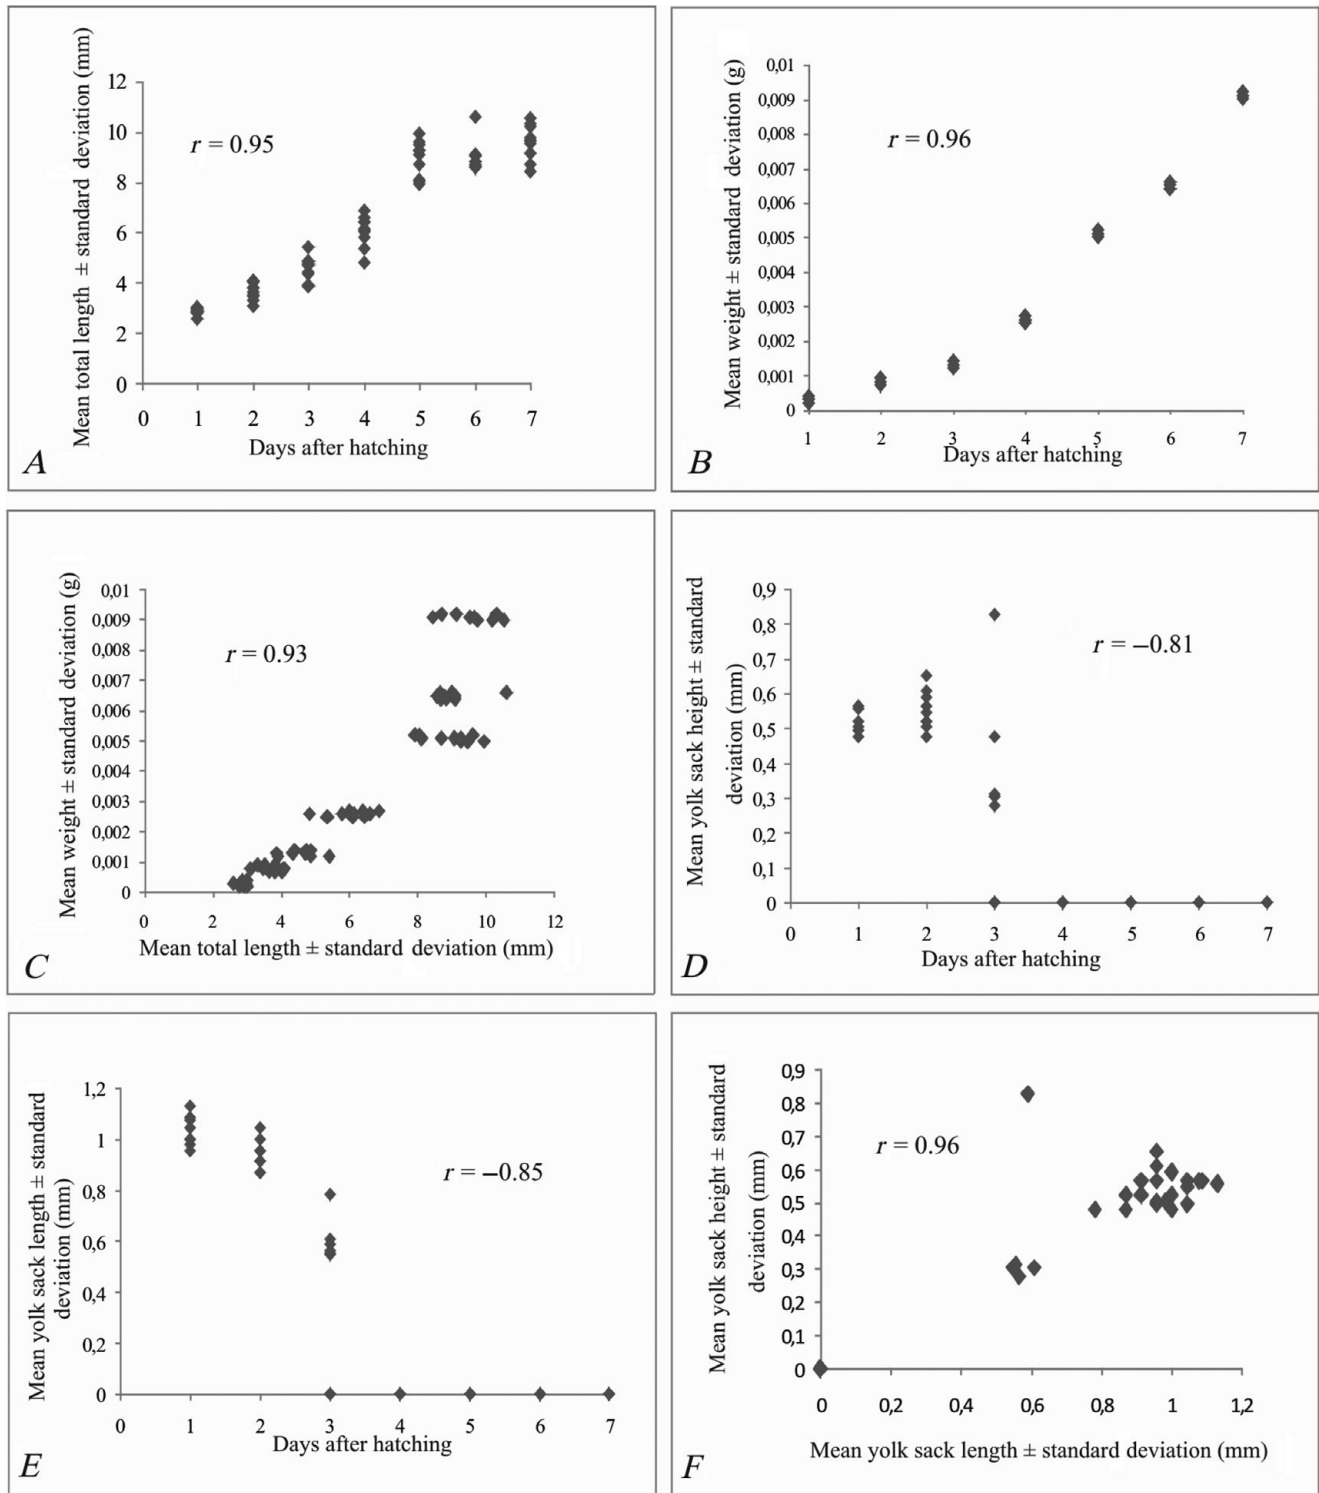 Mean total length ± standard deviation (mm)
12
10
8
6
4
2
0
r = 0.95
0 1 2 3 4 5 6 7
Days after hatching
A
Mean weight ± standard deviation (g)
0,01
0,009
0,008
0,007
0,006
0,005
0,004
0,003
0,002
0,001
0
r = 0.96
1 2 3 4 5 6 7
Days after hatching
B
Mean weight ± standard deviation (g)
0,01
0,009
0,008
0,007
0,006
0,005
0,004
0,003
0,002
0,001
0
r = 0.93
0 2 4 6 8 10 12
Mean total length ± standard deviation (mm)
C
Mean yolk sack height ± standard
deviation (mm)
0,9
0,8
0,7
0,6
0,5
0,4
0,3
0,2
0,1
0
r = –0.81
0 1 2 3 4 5 6 7
Days after hatching
D
Mean yolk sack length ± standard
deviation (mm)
1,2
1
0,8
0,6
0,4
0,2
0
r = –0.85
0 1 2 3 4 5 6 7
Days after hatching
E
Mean yolk sack height ± standard
deviation (mm)
0,9
0,8
0,7
0,6
0,5
0,4
0,3
0,2
0,1
0
r = 0.96
0 0,2 0,4 0,6 0,8 1 1,2
Mean yolk sack length ± standard deviation (mm)
F